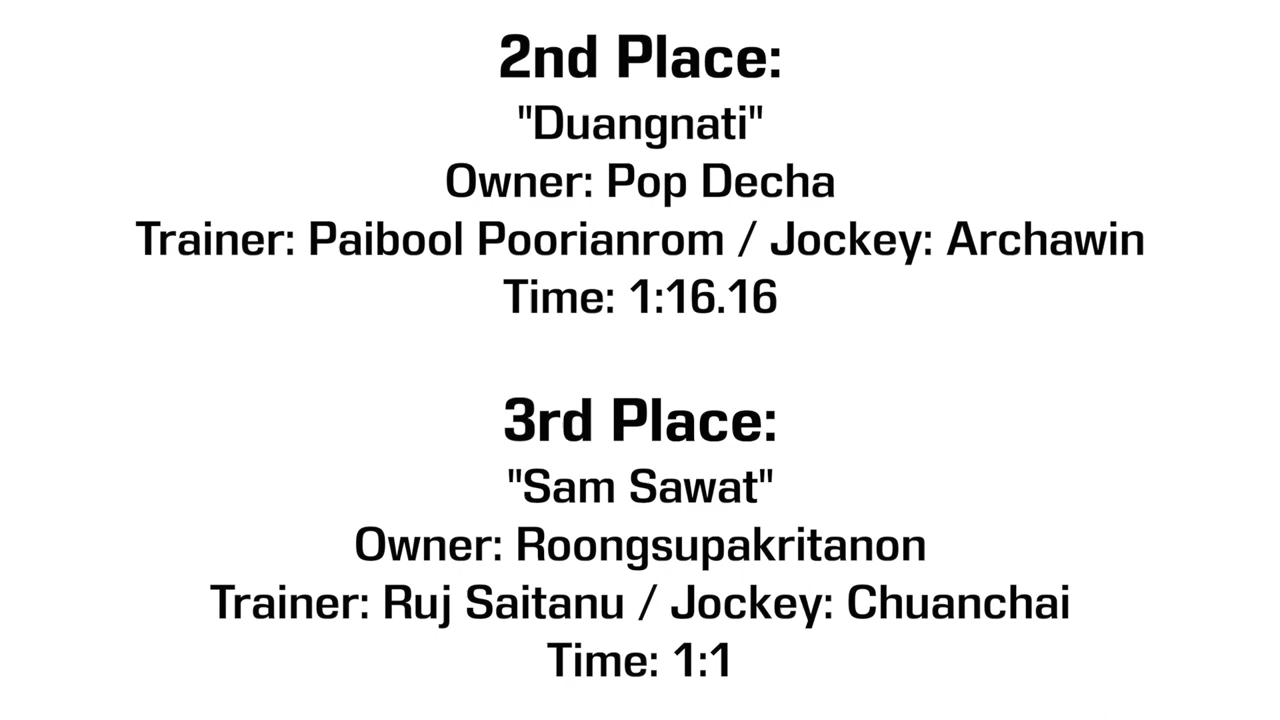 2nd Place:
"Duangnati"
Owner: Pop Decha
Trainer: Paibool Poorianrom / Jockey: Archawin
Time: 1:16.16
3rd Place:
"Sam Sawat"
Owner: Roongsupakritanon
Trainer: Ruj Saitanu / Jockey: Chuanchai
Time: 1:1